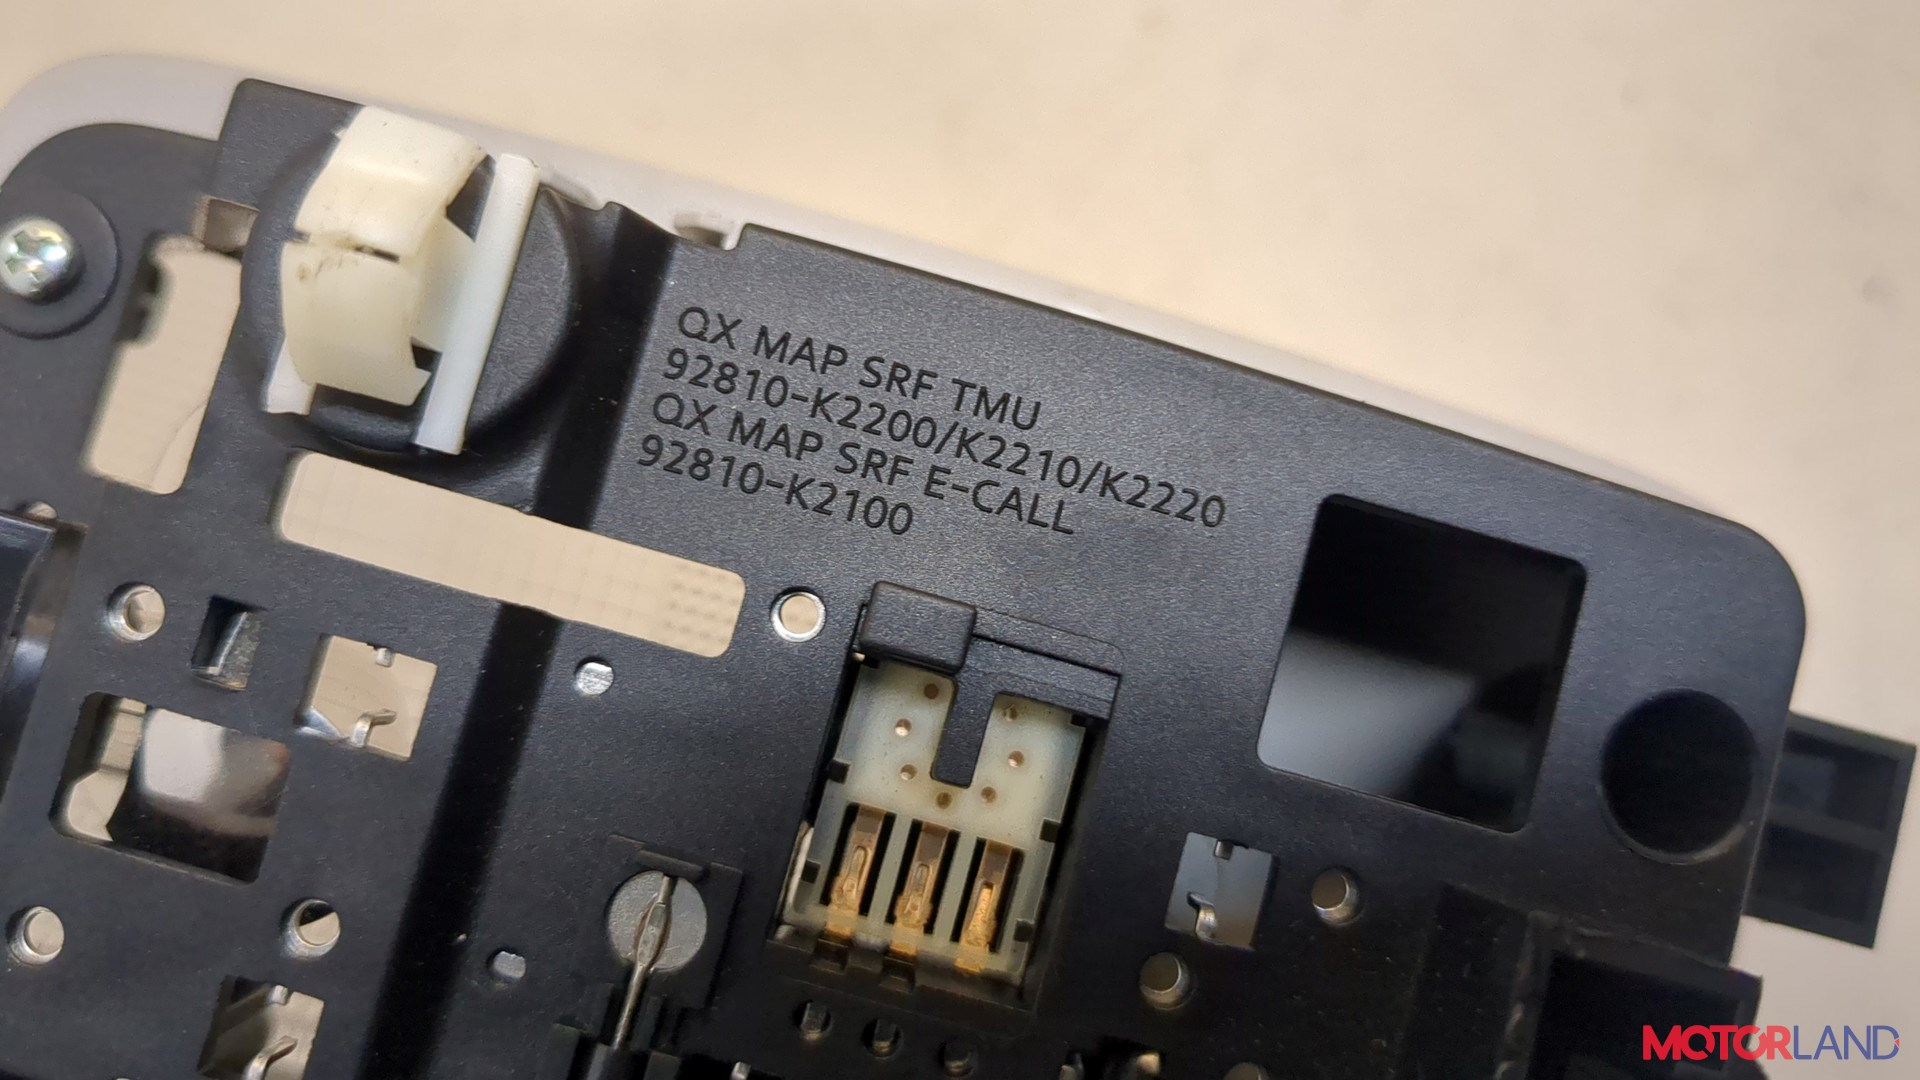 QX MAP SRF TMU
92810-K2200/K2210/K2220
QX MAP SRF E-CALL
92810-K2100
MOTORLAND